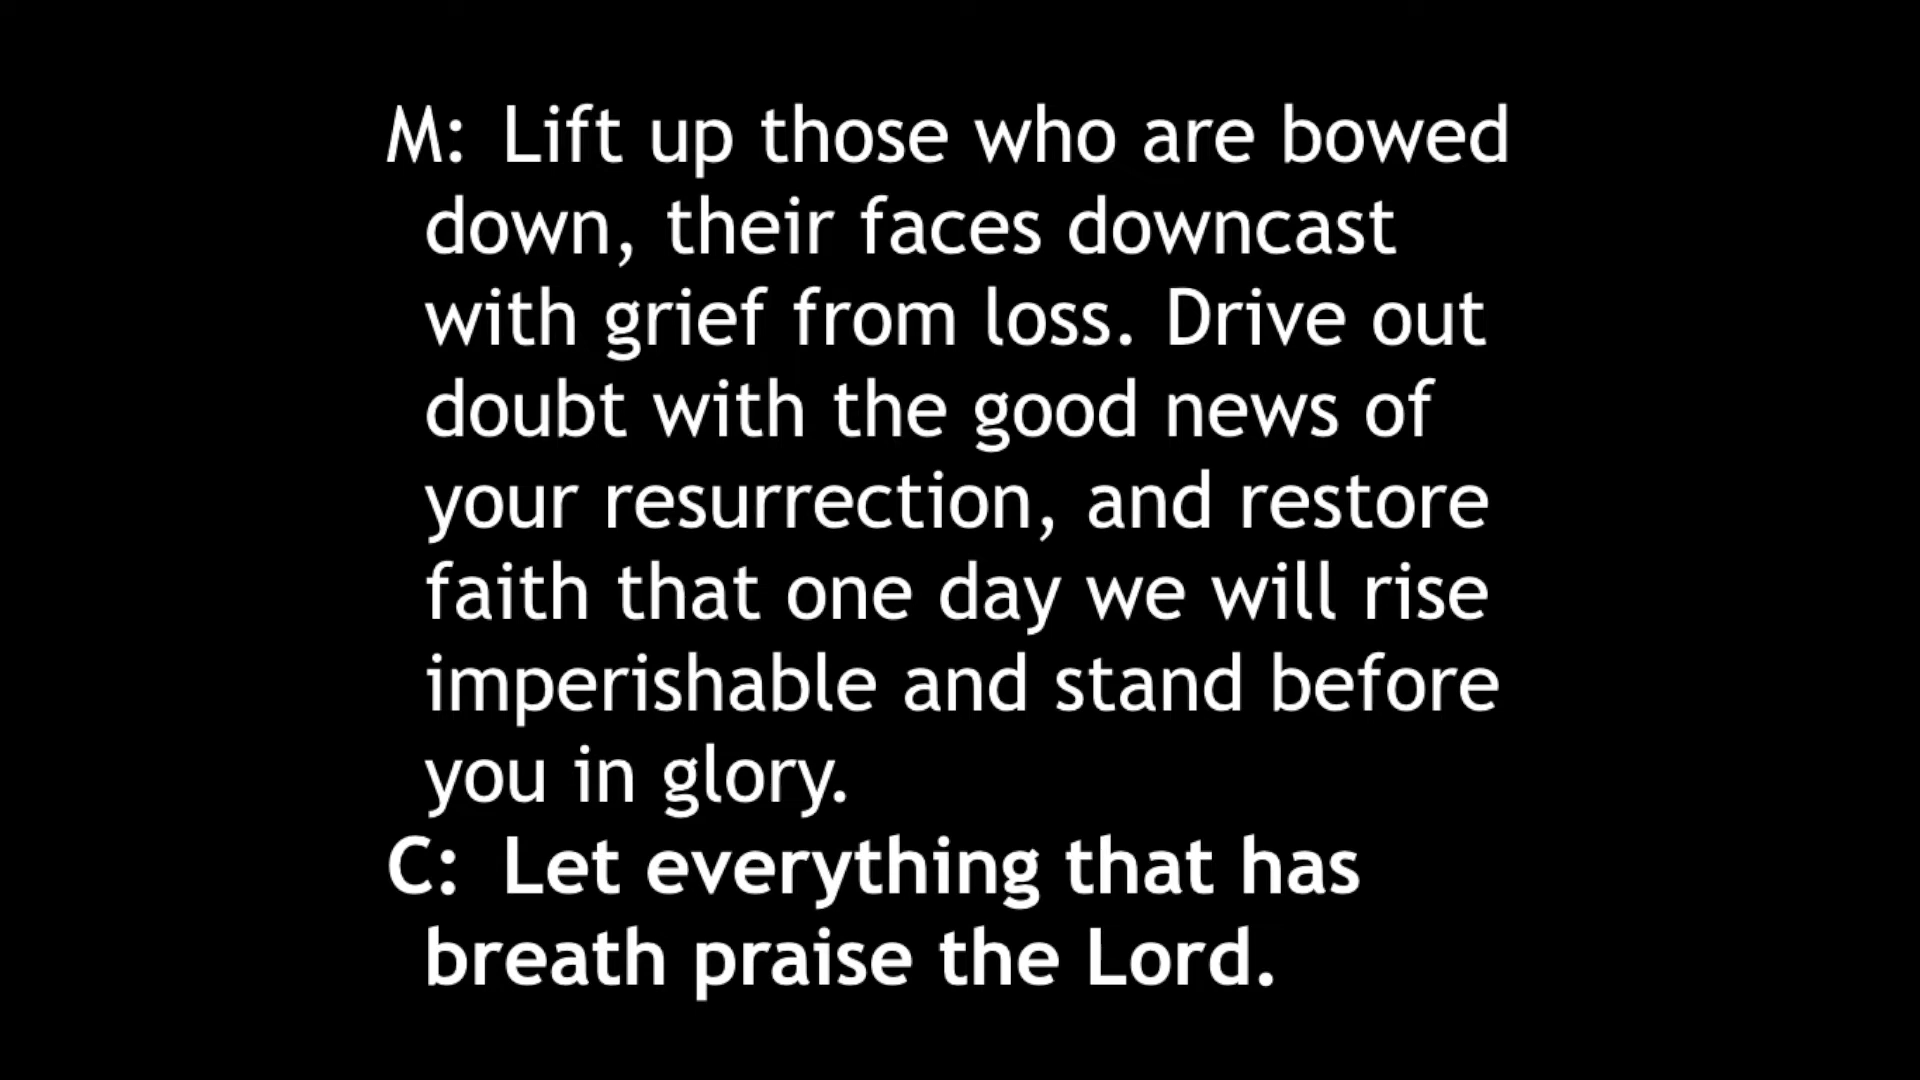 M: Lift up those who are bowed
down, their faces downcast
with grief from loss. Drive out
doubt with the good news of
your resurrection, and restore
faith that one day we will rise
imperishable and stand before
you in glory.
C: Let everything that has
breath praise the Lord.